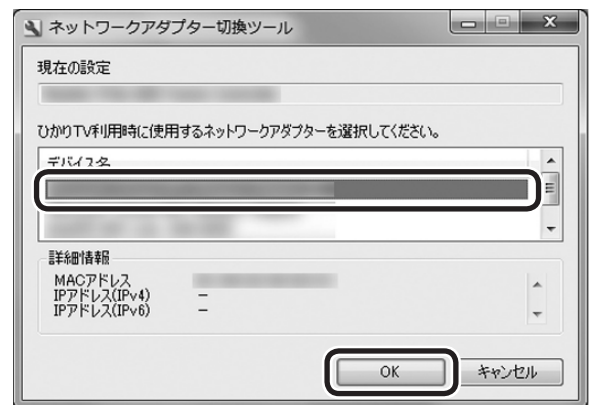 ネットワークアダプター切換ツール
現在の設定
ひかりTV利用時に使用するネットワークアダプターを選択してください。
デバイス名
詳細情報
MACアドレス
IPアドレス(IPv4) －
IPアドレス(IPv6) －
OK キャンセル